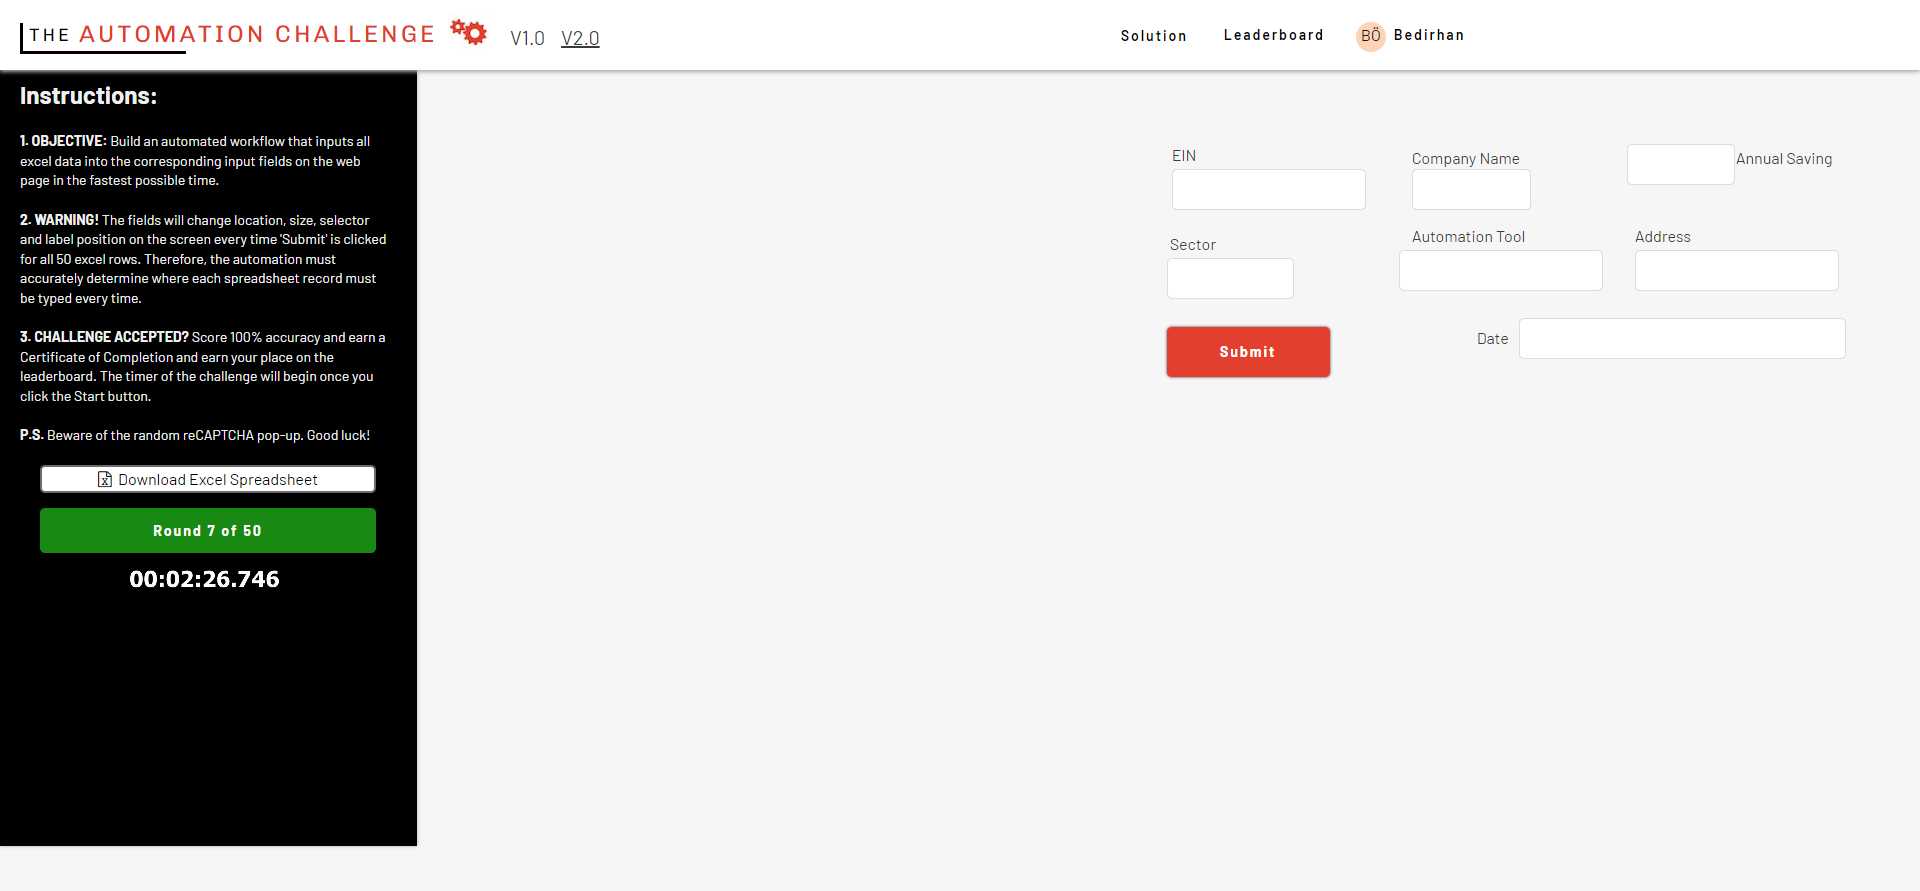 THE AUTOMATION CHALLENGE
V1.0 V2.0
Solution
Leaderboard
BÖ Bedirhan
Instructions:
1. OBJECTIVE: Build an automated workflow that inputs all
excel data into the corresponding input fields on the web
page in the fastest possible time.
2. WARNING! The fields will change location, size, selector
and label position on the screen every time 'Submit' is clicked
for all 50 excel rows. Therefore, the automation must
accurately determine where each spreadsheet record must
be typed every time.
3. CHALLENGE ACCEPTED? Score 100% accuracy and earn a
Certificate of Completion and earn your place on the
leaderboard. The timer of the challenge will begin once you
click the Start button.
P.S. Beware of the random reCAPTCHA pop-up. Good luck!
Download Excel Spreadsheet
Round 7 of 50
00:02:26.746
EIN
Company Name
Annual Saving
Sector
Automation Tool
Address
Submit
Date